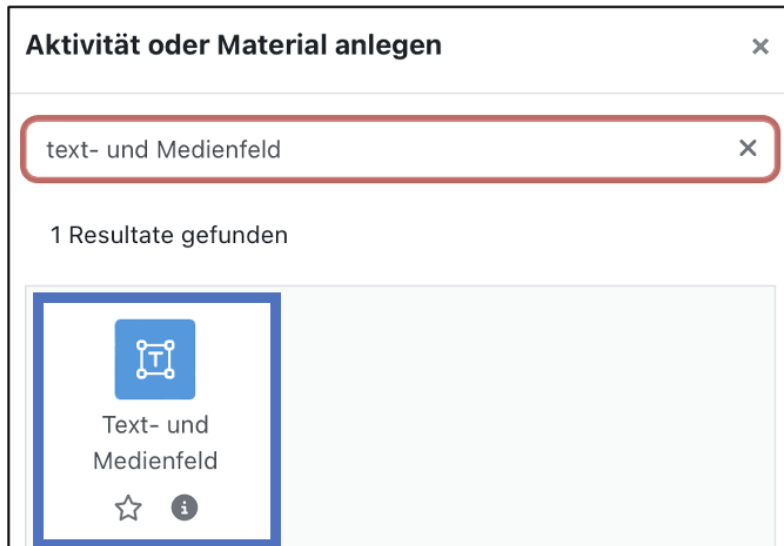 Aktivität oder Material anlegen
text- und Medienfeld
1 Resultate gefunden
Text- und
Medienfeld